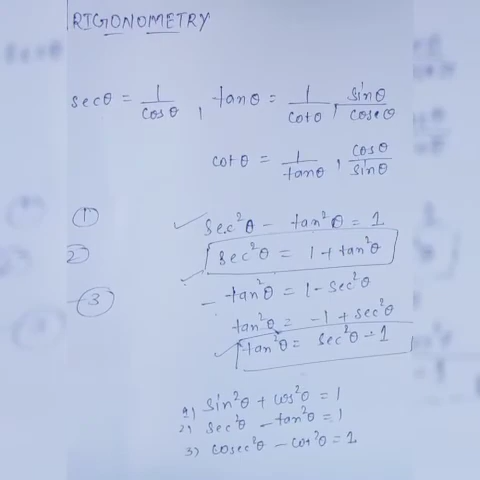 RIGONOMETRY
secθ = 1/cosθ , tanθ = 1/cotθ , sinθ/cosecθ
cotθ = 1/tanθ , cosθ/sinθ
① sec²θ - tan²θ = 1
2) sec²θ = 1 + tan²θ
③ - tan²θ = 1 - sec²θ
tan²θ = -1 + sec²θ
tan²θ = sec²θ - 1
1) sin²θ + cos²θ = 1
2) sec²θ - tan²θ = 1
3) cosec²θ - cot²θ = 1